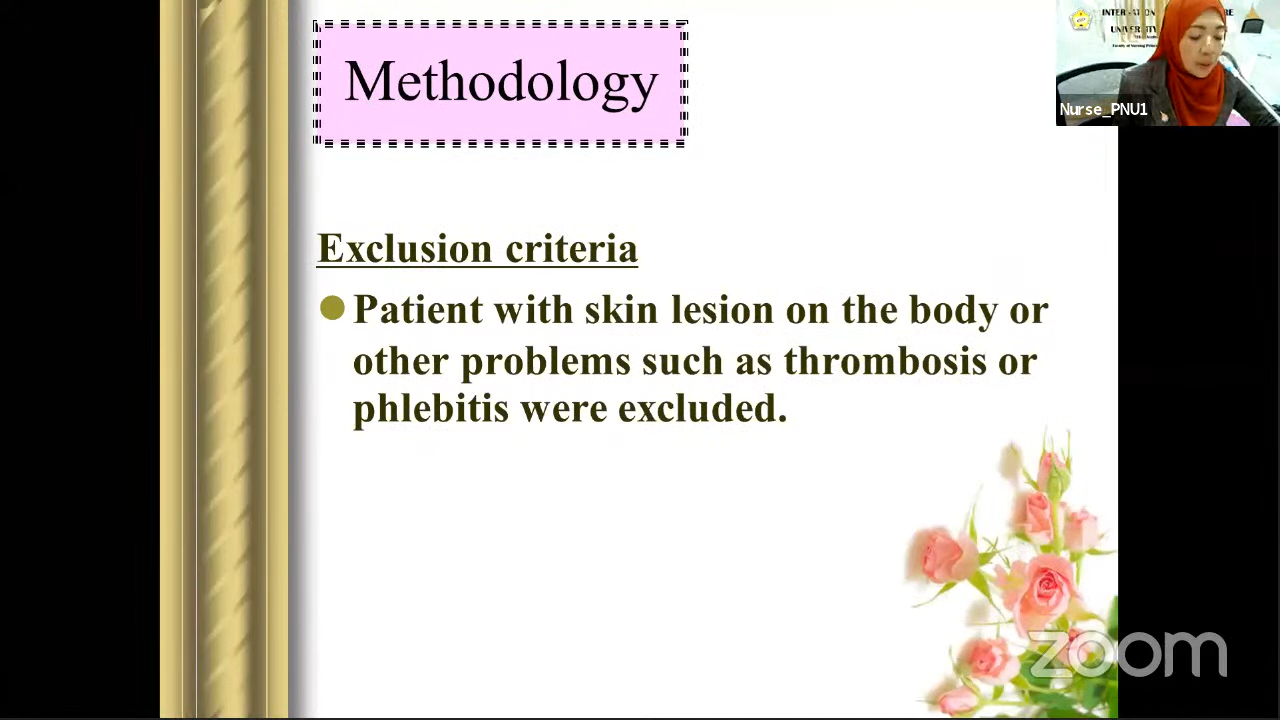 Methodology
Exclusion criteria
Patient with skin lesion on the body or
other problems such as thrombosis or
phlebitis were excluded.
Nurse_PNU1
zoom